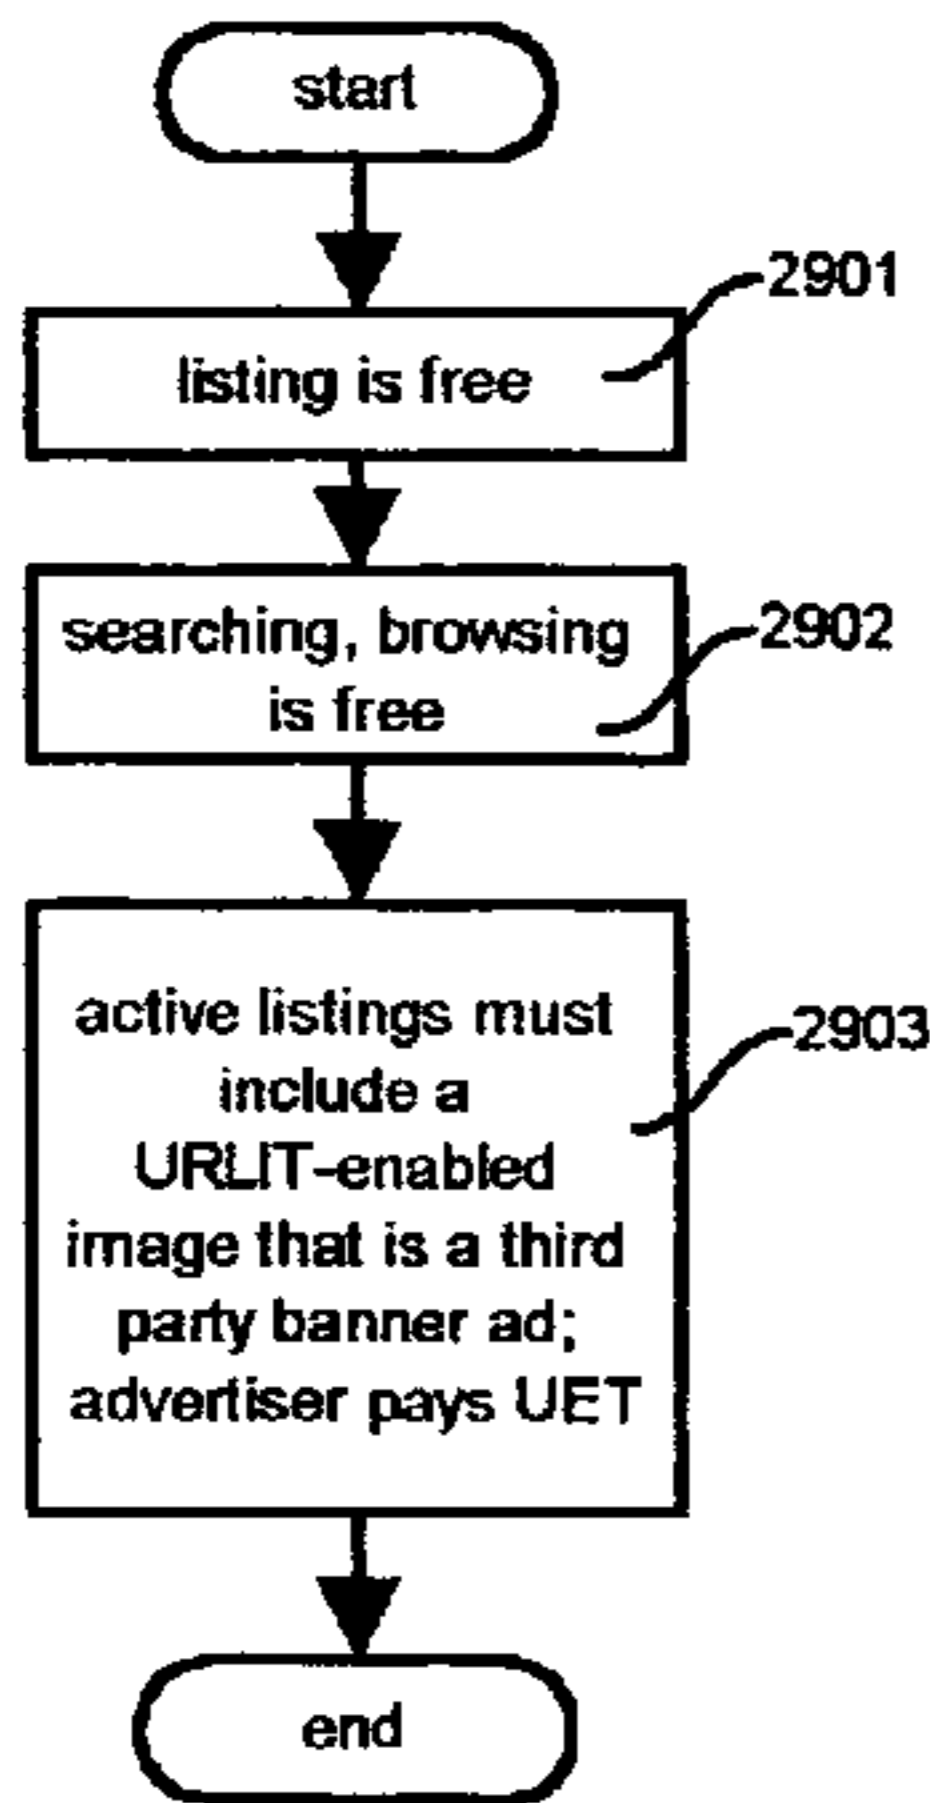 start
2901
listing is free
2902
searching, browsing
is free
2903
active listings must
include a
URLIT-enabled
image that is a third
party banner ad;
advertiser pays UET
end